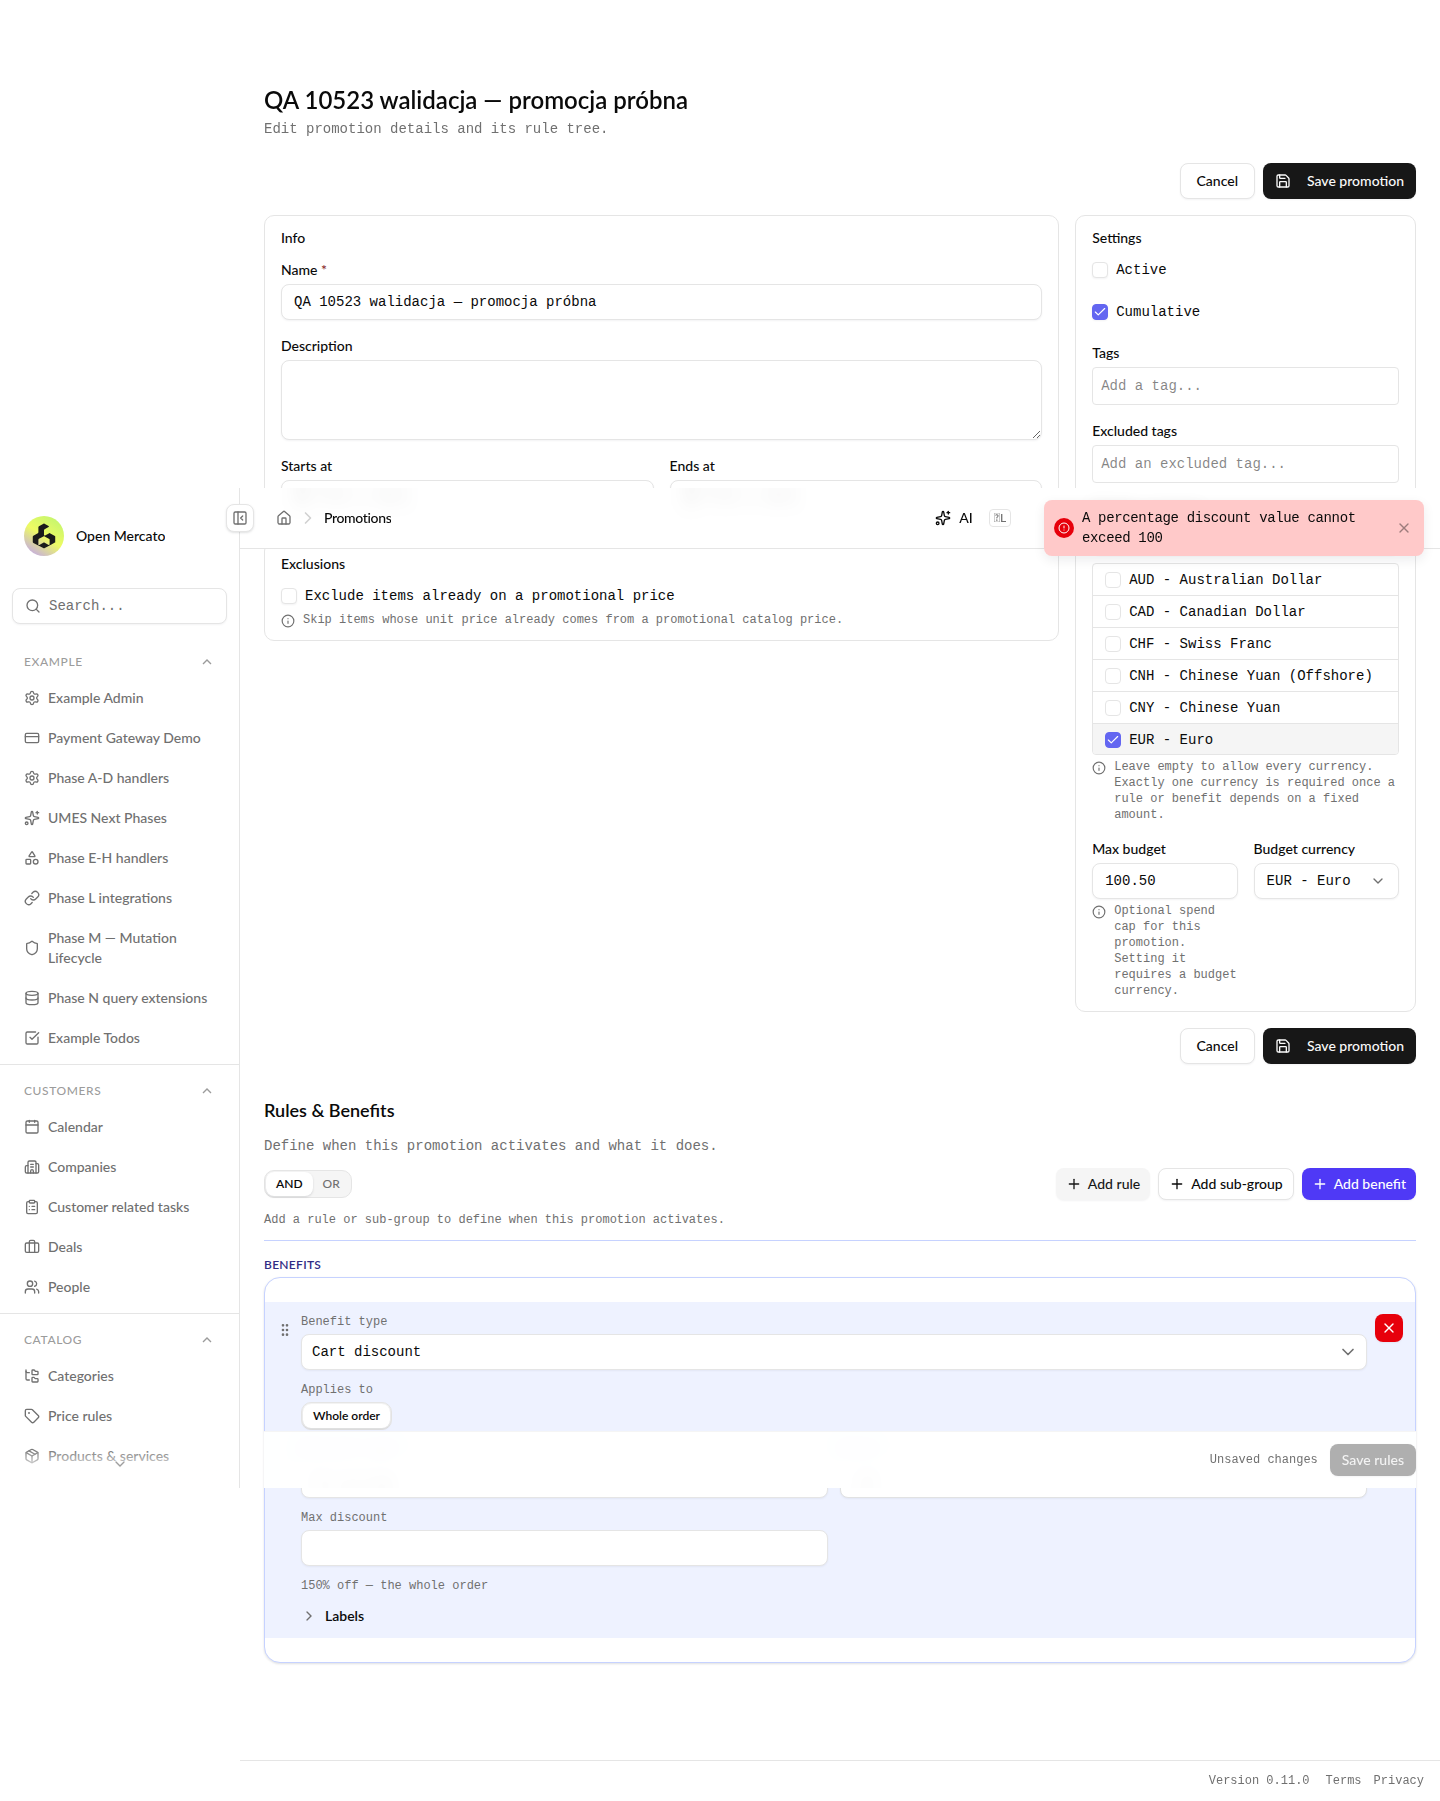 QA 10523 walidacja — promocja próbna
Edit promotion details and its rule tree.
Cancel
Save promotion
Info
Name *
QA 10523 walidacja — promocja próbna
Description
Starts at
Ends at
Settings
Active
Cumulative
Tags
Add a tag...
Excluded tags
Add an excluded tag...
Open Mercato
Promotions
AI
L
A percentage discount value cannot
exceed 100
Search...
EXAMPLE
Example Admin
Payment Gateway Demo
Phase A-D handlers
UMES Next Phases
Phase E-H handlers
Phase L integrations
Phase M — Mutation
Lifecycle
Phase N query extensions
Example Todos
CUSTOMERS
Calendar
Companies
Customer related tasks
Deals
People
CATALOG
Categories
Price rules
Products & services
Exclusions
Exclude items already on a promotional price
Skip items whose unit price already comes from a promotional catalog price.
AUD - Australian Dollar
CAD - Canadian Dollar
CHF - Swiss Franc
CNH - Chinese Yuan (Offshore)
CNY - Chinese Yuan
EUR - Euro
Leave empty to allow every currency.
Exactly one currency is required once a
rule or benefit depends on a fixed
amount.
Max budget
Budget currency
100.50
EUR - Euro
Optional spend
cap for this
promotion.
Setting it
requires a budget
currency.
Cancel
Save promotion
Rules & Benefits
Define when this promotion activates and what it does.
AND
OR
Add rule
Add sub-group
Add benefit
Add a rule or sub-group to define when this promotion activates.
BENEFITS
Benefit type
Cart discount
Applies to
Whole order
Unsaved changes
Save rules
Max discount
150% off — the whole order
Labels
Version 0.11.0
Terms
Privacy